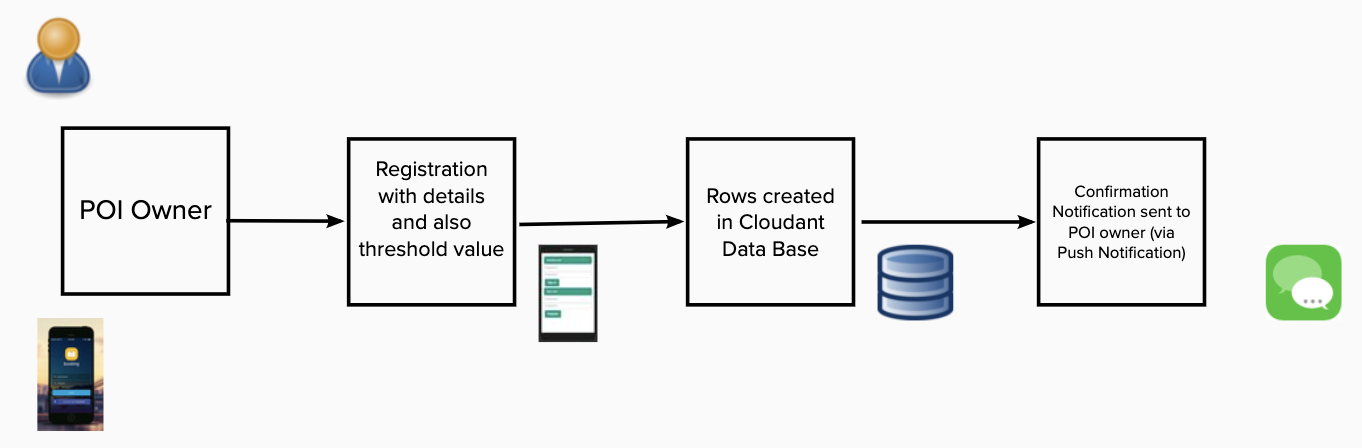 POI Owner
Registration
with details
and also
threshold value
Rows created
in Cloudant
Data Base
Confirmation
Notification sent to
POI owner (via
Push Notification)